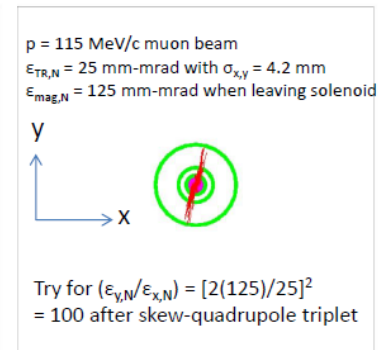 p = 115 MeV/c muon beam
ε_TR,N = 25 mm-mrad with σ_x,y = 4.2 mm
ε_mag,N = 125 mm-mrad when leaving solenoid
y
x
Try for (ε_y,N/ε_x,N) = [2(125)/25]²
= 100 after skew-quadrupole triplet